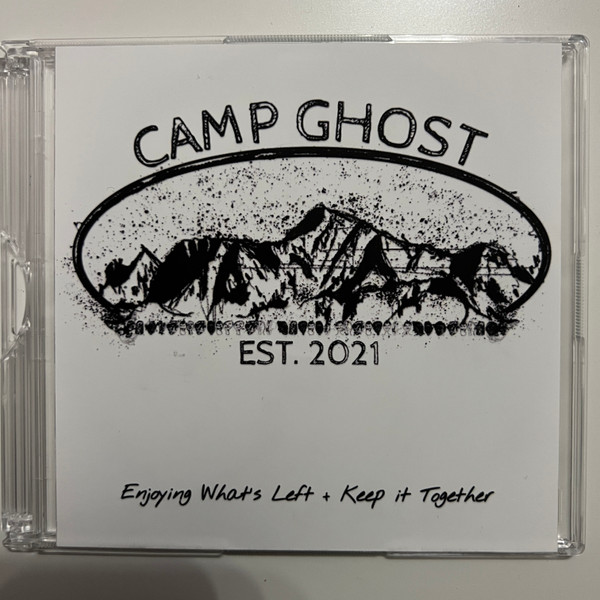 CAMP GHOST
EST. 2021
Enjoying What's Left + Keep it Together